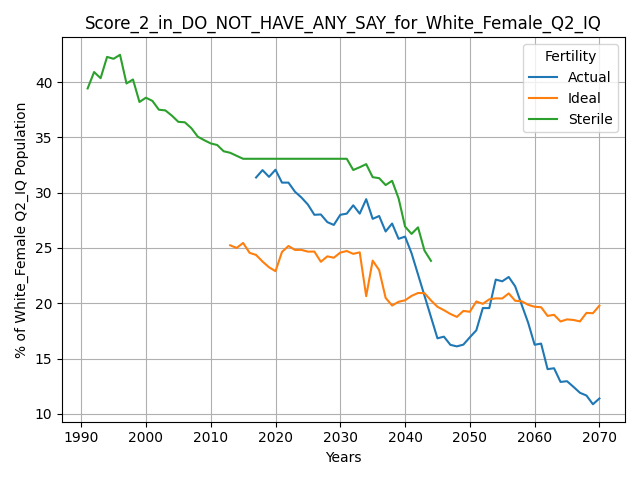 Score_2_in_DO_NOT_HAVE_ANY_SAY_for_White_Female_Q2_IQ
Fertility
Actual
Ideal
Sterile
% of White_Female Q2_IQ Population
40
35
30
25
20
15
10
1990
2000
2010
2020
2030
2040
2050
2060
2070
Years